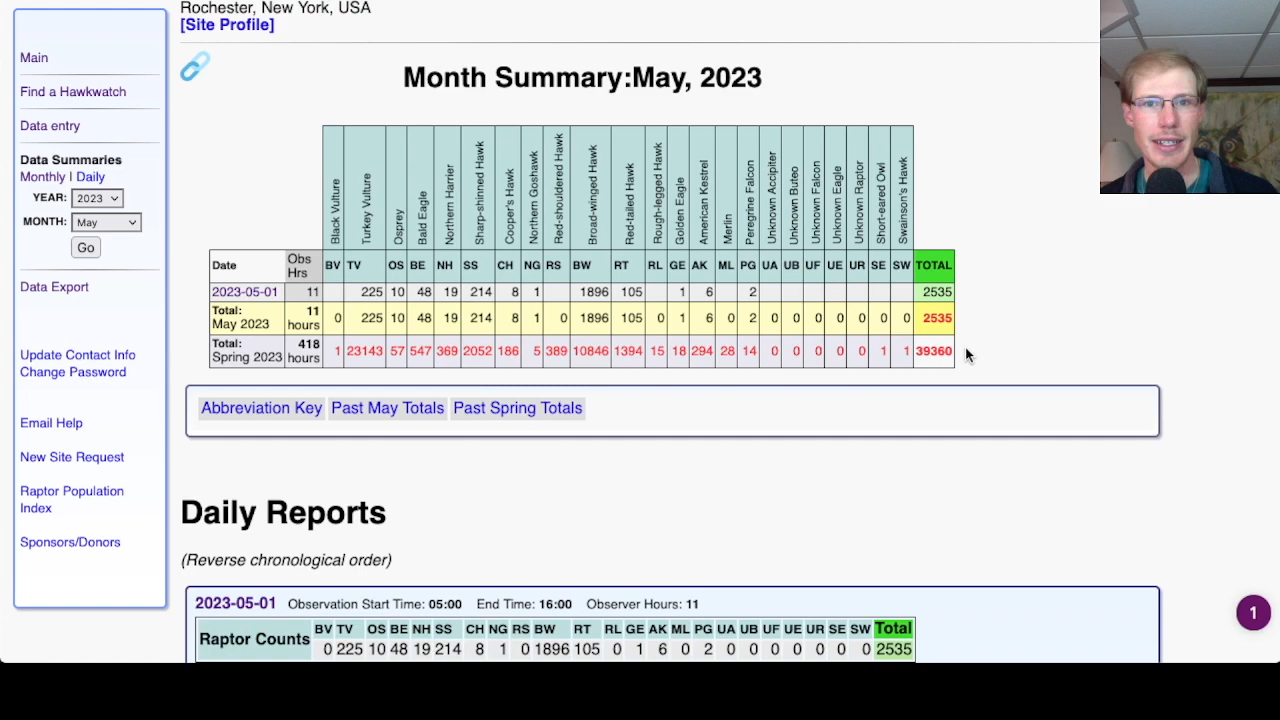 Rochester, New York, USA
[Site Profile]
Main
Find a Hawkwatch
Data entry
Data Summaries
Monthly | Daily
YEAR: 2023
MONTH: May
Go
Data Export
Update Contact Info
Change Password
Email Help
New Site Request
Raptor Population
Index
Sponsors/Donors
Month Summary:May, 2023
Black Vulture Turkey Vulture Osprey Bald Eagle Northern Harrier Sharp-shinned Hawk Cooper's Hawk Northern Goshawk Red-shouldered Hawk Broad-winged Hawk Red-tailed Hawk Rough-legged Hawk Golden Eagle American Kestrel Merlin Peregrine Falcon Unknown Accipiter Unknown Buteo Unknown Falcon Unknown Eagle Unknown Raptor Short-eared Owl Swainson's Hawk
Date Obs Hrs BV TV OS BE NH SS CH NG RS BW RT RL GE AK ML PG UA UB UF UE UR SE SW TOTAL
2023-05-01 11 225 10 48 19 214 8 1 1896 105 1 6 2 2535
Total: May 2023 11 hours 0 225 10 48 19 214 8 1 0 1896 105 0 1 6 0 2 0 0 0 0 0 0 0 2535
Total: Spring 2023 418 hours 1 23143 57 547 369 2052 186 5 389 10846 1394 15 18 294 28 14 0 0 0 0 0 1 1 39360
Abbreviation Key Past May Totals Past Spring Totals
Daily Reports
(Reverse chronological order)
2023-05-01 Observation Start Time: 05:00 End Time: 16:00 Observer Hours: 11
Raptor Counts BV TV OS BE NH SS CH NG RS BW RT RL GE AK ML PG UA UB UF UE UR SE SW Total
0 225 10 48 19 214 8 1 0 1896 105 0 1 6 0 2 0 0 0 0 0 0 0 2535
1